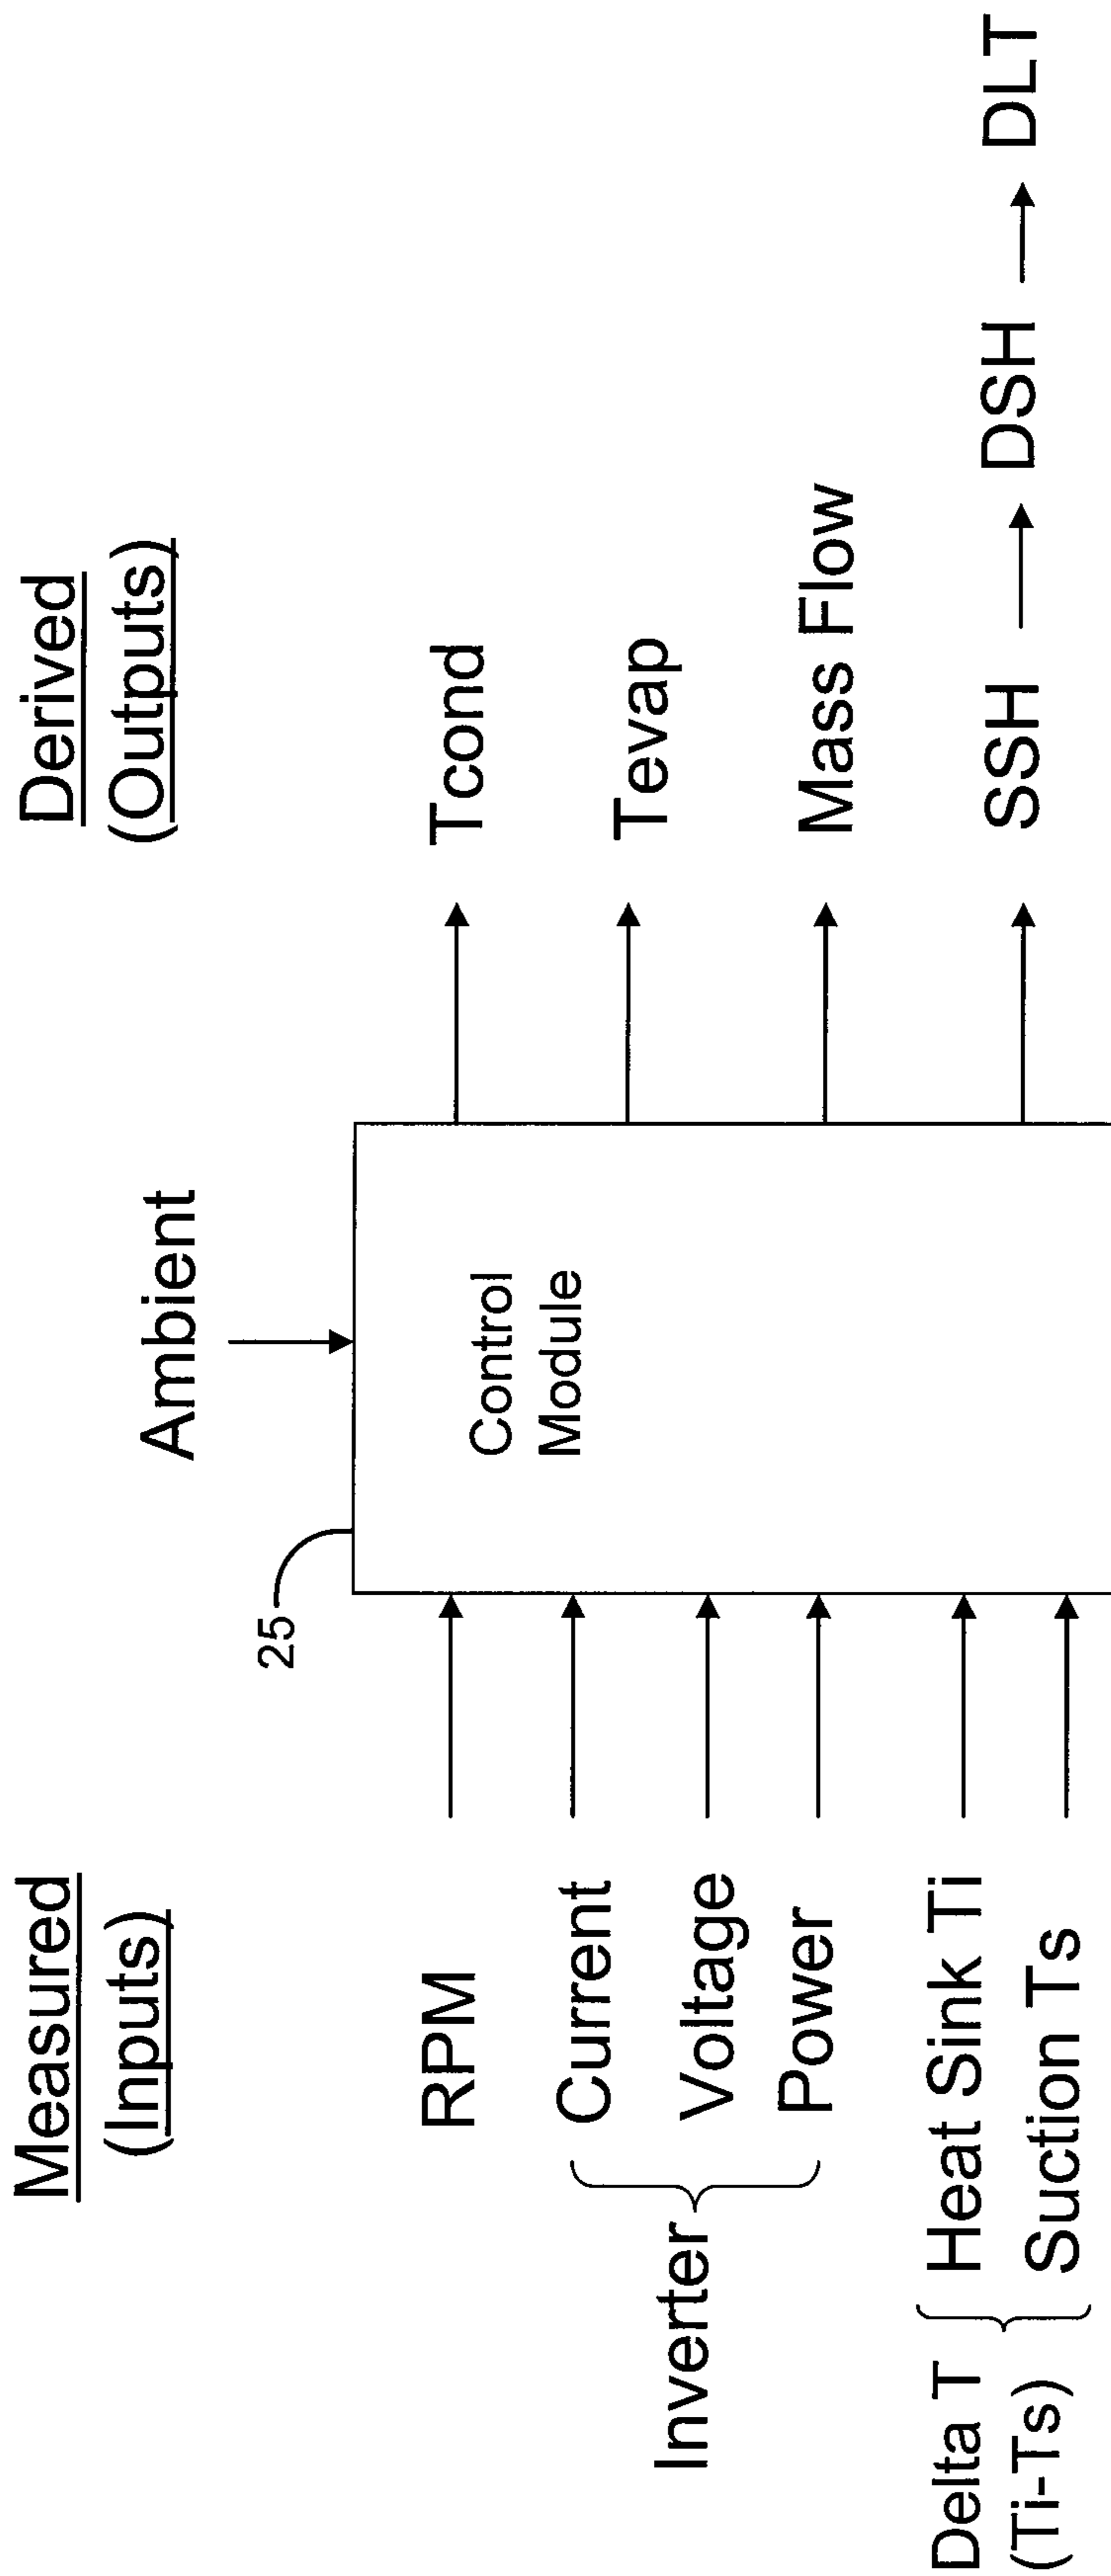 Measured
(Inputs)
Derived
(Outputs)
Ambient
25
Control
Module
RPM
Inverter
Current
Voltage
Power
Delta T
(Ti-Ts)
Heat Sink Ti
Suction Ts
Tcond
Tevap
Mass Flow
SSH
DSH
DLT